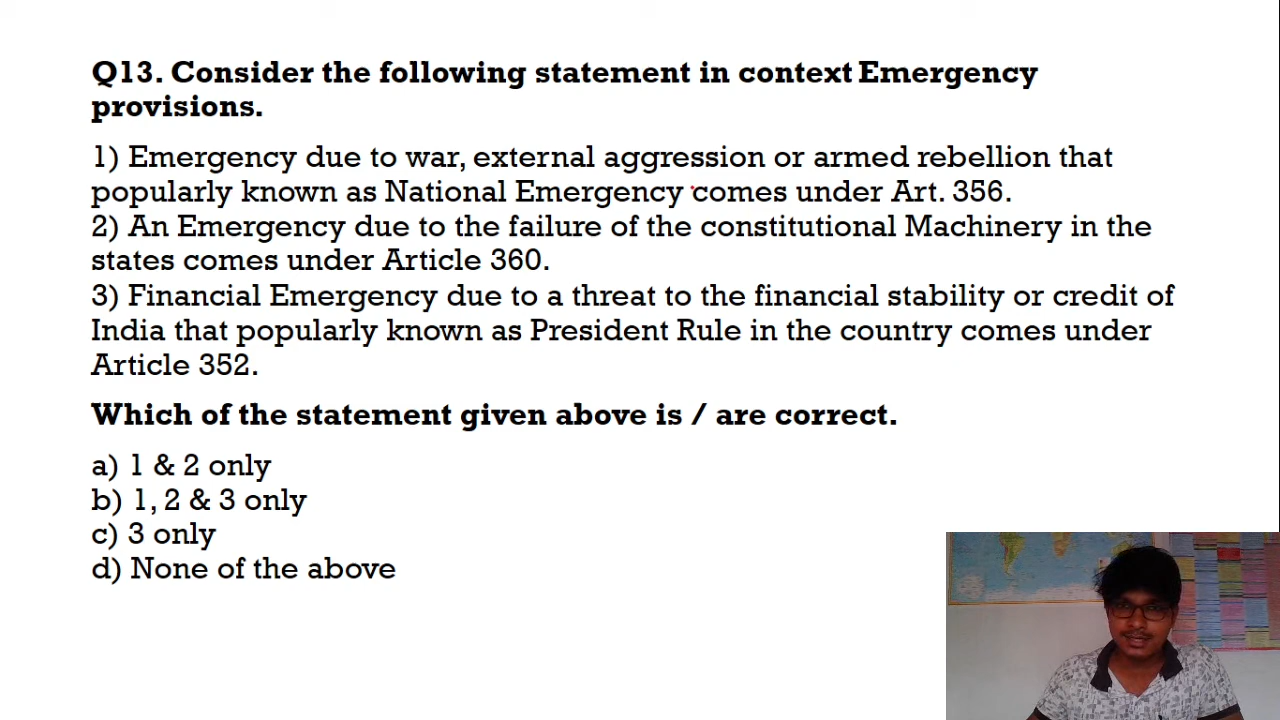 Q13. Consider the following statement in context Emergency
provisions.
1) Emergency due to war, external aggression or armed rebellion that
popularly known as National Emergency comes under Art. 356.
2) An Emergency due to the failure of the constitutional Machinery in the
states comes under Article 360.
3) Financial Emergency due to a threat to the financial stability or credit of
India that popularly known as President Rule in the country comes under
Article 352.
Which of the statement given above is / are correct.
a) 1 & 2 only
b) 1, 2 & 3 only
c) 3 only
d) None of the above